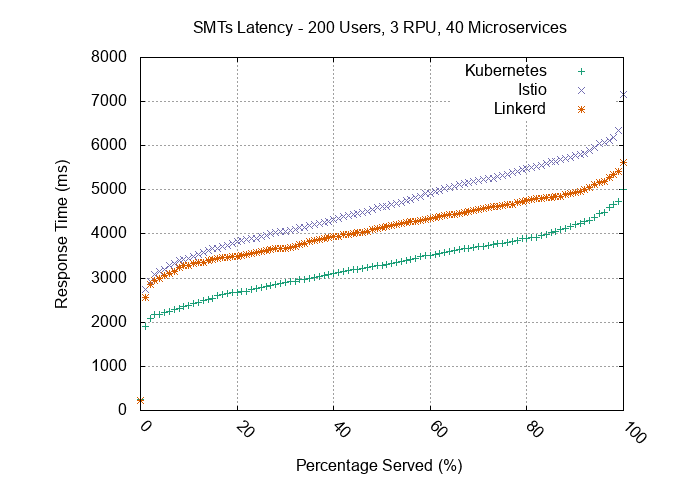 SMTs Latency - 200 Users, 3 RPU, 40 Microservices
8000
7000
6000
5000
4000
3000
2000
1000
0
Response Time (ms)
Kubernetes
Istio
Linkerd
0
20
40
60
80
100
Percentage Served (%)